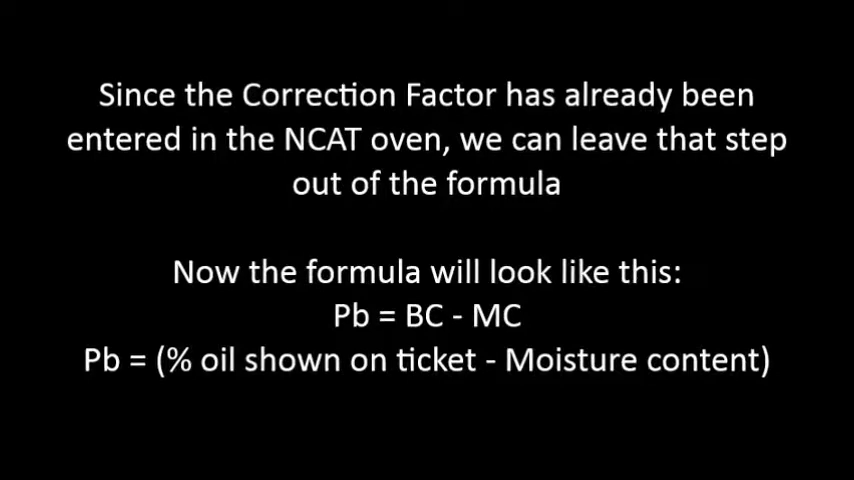 Since the Correction Factor has already been
entered in the NCAT oven, we can leave that step
out of the formula
Now the formula will look like this:
Pb = BC - MC
Pb = (% oil shown on ticket - Moisture content)